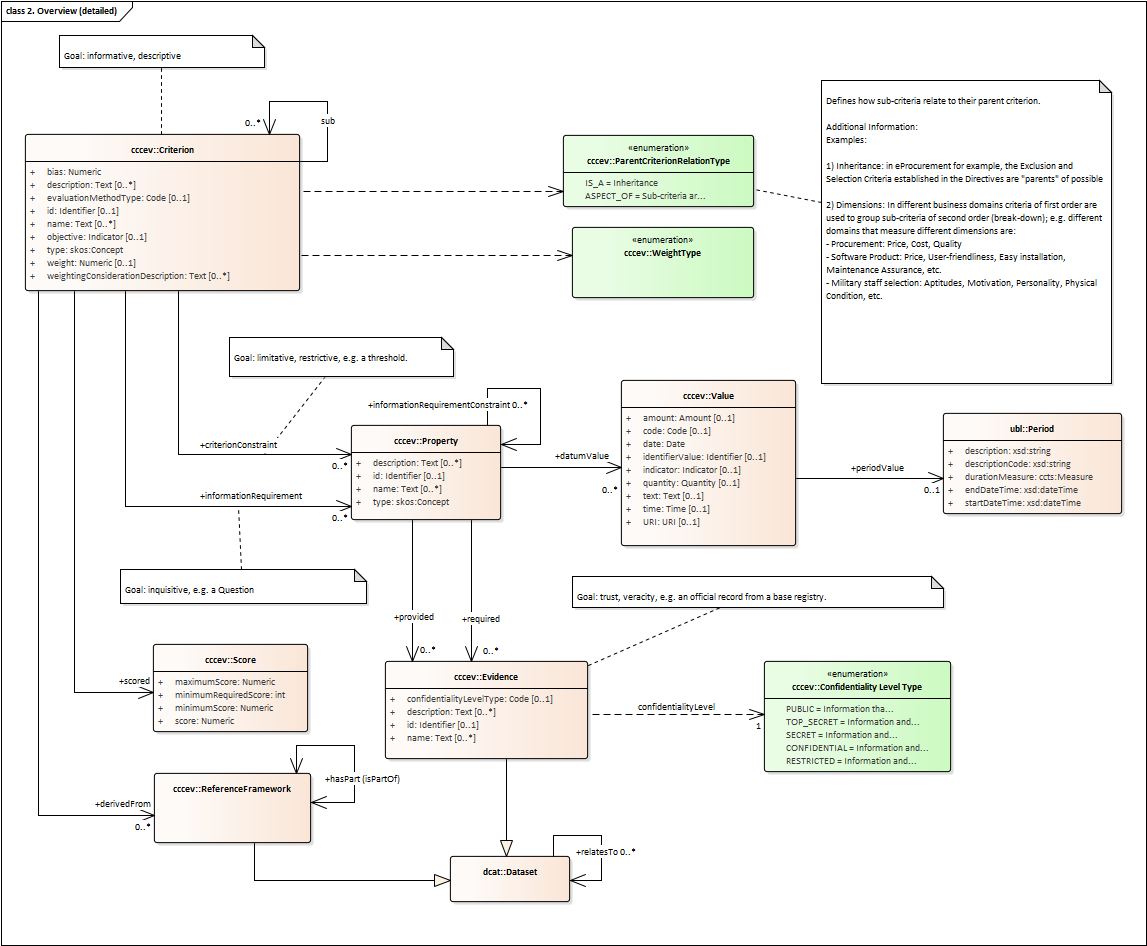 class 2. Overview (detailed)
Goal: informative, descriptive
0..*
sub
cccev::Criterion
+ bias: Numeric
+ description: Text [0..*]
+ evaluationMethodType: Code [0..1]
+ id: Identifier [0..1]
+ name: Text [0..*]
+ objective: Indicator [0..1]
+ type: skos:Concept
+ weight: Numeric [0..1]
+ weightingConsiderationDescription: Text [0..*]
«enumeration»
cccev::ParentCriterionRelationType
IS_A = Inheritance
ASPECT_OF = Sub-criteria ar...
«enumeration»
cccev::WeightType
Defines how sub-criteria relate to their parent criterion.
Additional Information:
Examples:
1) Inheritance: in eProcurement for example, the Exclusion and
Selection Criteria established in the Directives are "parents" of possible
2) Dimensions: In different business domains criteria of first order are
used to group sub-criteria of second order (break-down); e.g. different
domains that measure different dimensions are:
- Procurement: Price, Cost, Quality
- Software Product: Price, User-friendliness, Easy installation,
Maintenance Assurance, etc.
- Military staff selection: Aptitudes, Motivation, Personality, Physical
Condition, etc.
Goal: limitative, restrictive, e.g. a threshold.
+informationRequirementConstraint 0..*
+criterionConstraint
0..*
+informationRequirement
0..*
cccev::Property
+ description: Text [0..*]
+ id: Identifier [0..1]
+ name: Text [0..*]
+ type: skos:Concept
+datumValue
0..*
cccev::Value
+ amount: Amount [0..1]
+ code: Code [0..1]
+ date: Date
+ identifierValue: Identifier [0..1]
+ indicator: Indicator [0..1]
+ quantity: Quantity [0..1]
+ text: Text [0..1]
+ time: Time [0..1]
+ URI: URI [0..1]
+periodValue
0..1
ubl::Period
+ description: xsd:string
+ descriptionCode: xsd:string
+ durationMeasure: ccts:Measure
+ endDateTime: xsd:dateTime
+ startDateTime: xsd:dateTime
Goal: inquisitive, e.g. a Question
Goal: trust, veracity, e.g. an official record from a base registry.
+provided
0..*
+required
0..*
+scored
cccev::Score
+ maximumScore: Numeric
+ minimumRequiredScore: int
+ minimumScore: Numeric
+ score: Numeric
cccev::Evidence
+ confidentialityLevelType: Code [0..1]
+ description: Text [0..*]
+ id: Identifier [0..1]
+ name: Text [0..*]
confidentialityLevel
1
«enumeration»
cccev::Confidentiality Level Type
PUBLIC = Information tha...
TOP_SECRET = Information and...
SECRET = Information and...
CONFIDENTIAL = Information and...
RESTRICTED = Information and...
+hasPart (isPartOf)
cccev::ReferenceFramework
+derivedFrom
0..*
+relatesTo 0..*
dcat::Dataset